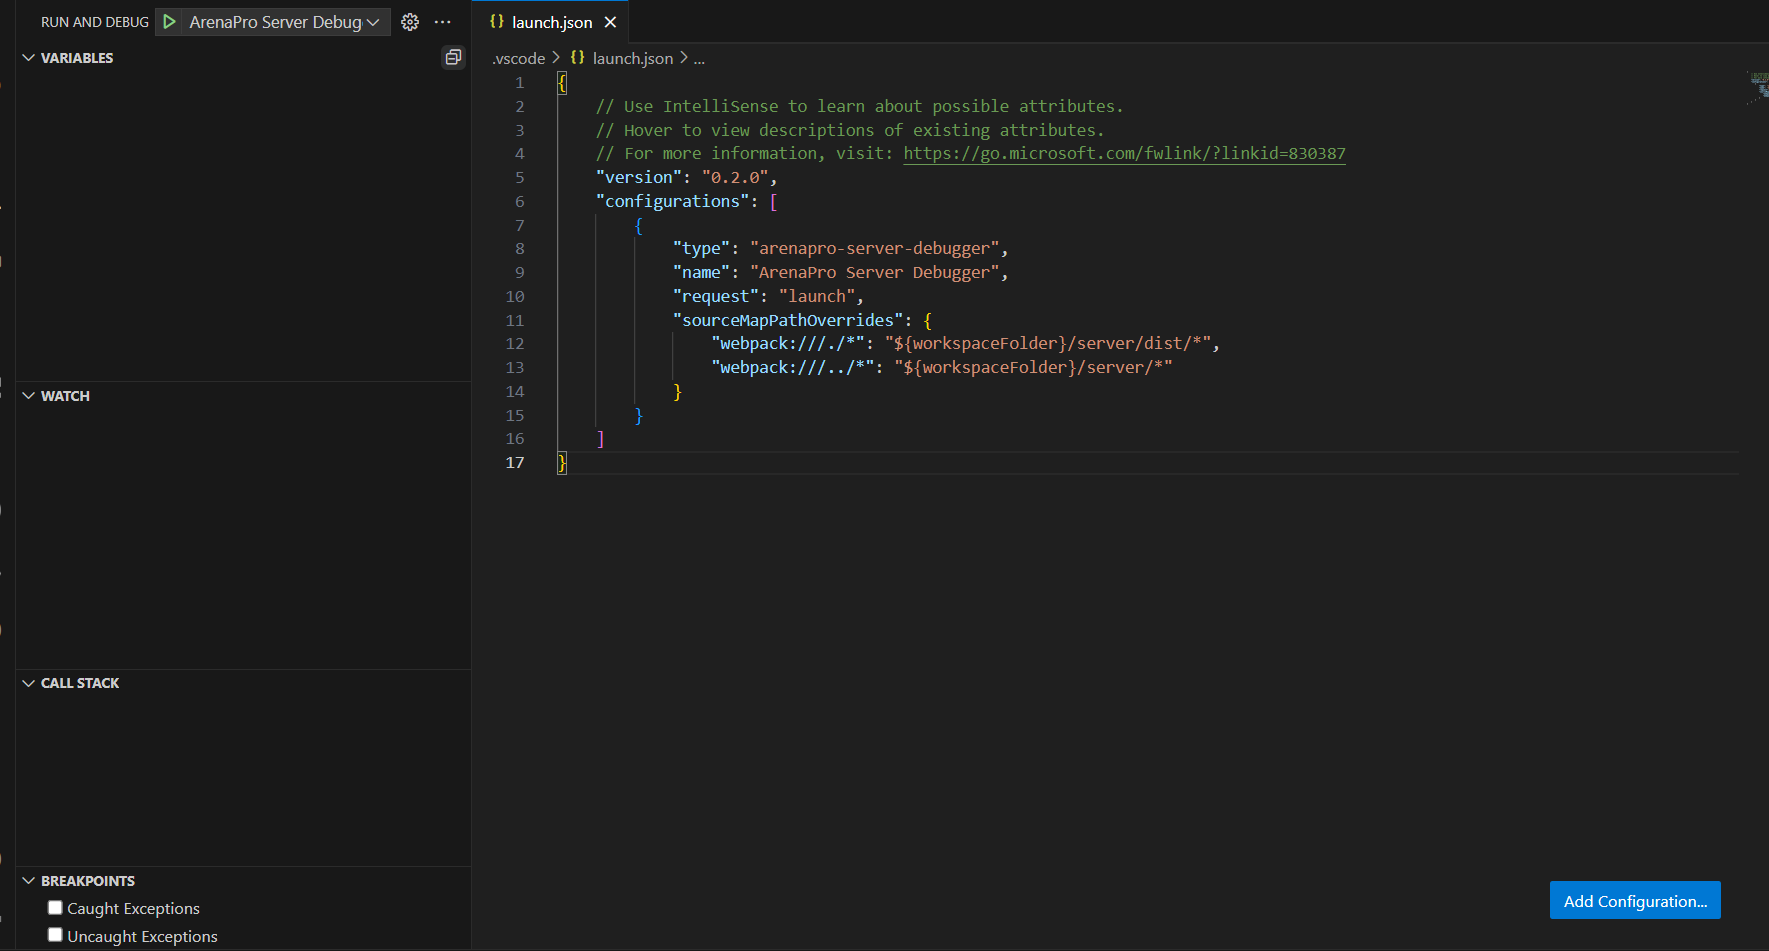 RUN AND DEBUG ArenaPro Server Debug
VARIABLES
WATCH
CALL STACK
BREAKPOINTS
Caught Exceptions
Uncaught Exceptions
{} launch.json
.vscode > {} launch.json > ...
1 {
2 // Use IntelliSense to learn about possible attributes.
3 // Hover to view descriptions of existing attributes.
4 // For more information, visit: https://go.microsoft.com/fwlink/?linkid=830387
5 "version": "0.2.0",
6 "configurations": [
7 {
8 "type": "arenapro-server-debugger",
9 "name": "ArenaPro Server Debugger",
10 "request": "launch",
11 "sourceMapPathOverrides": {
12 "webpack:///./*": "${workspaceFolder}/server/dist/*",
13 "webpack:///../*": "${workspaceFolder}/server/*"
14 }
15 }
16 ]
17 }
Add Configuration...